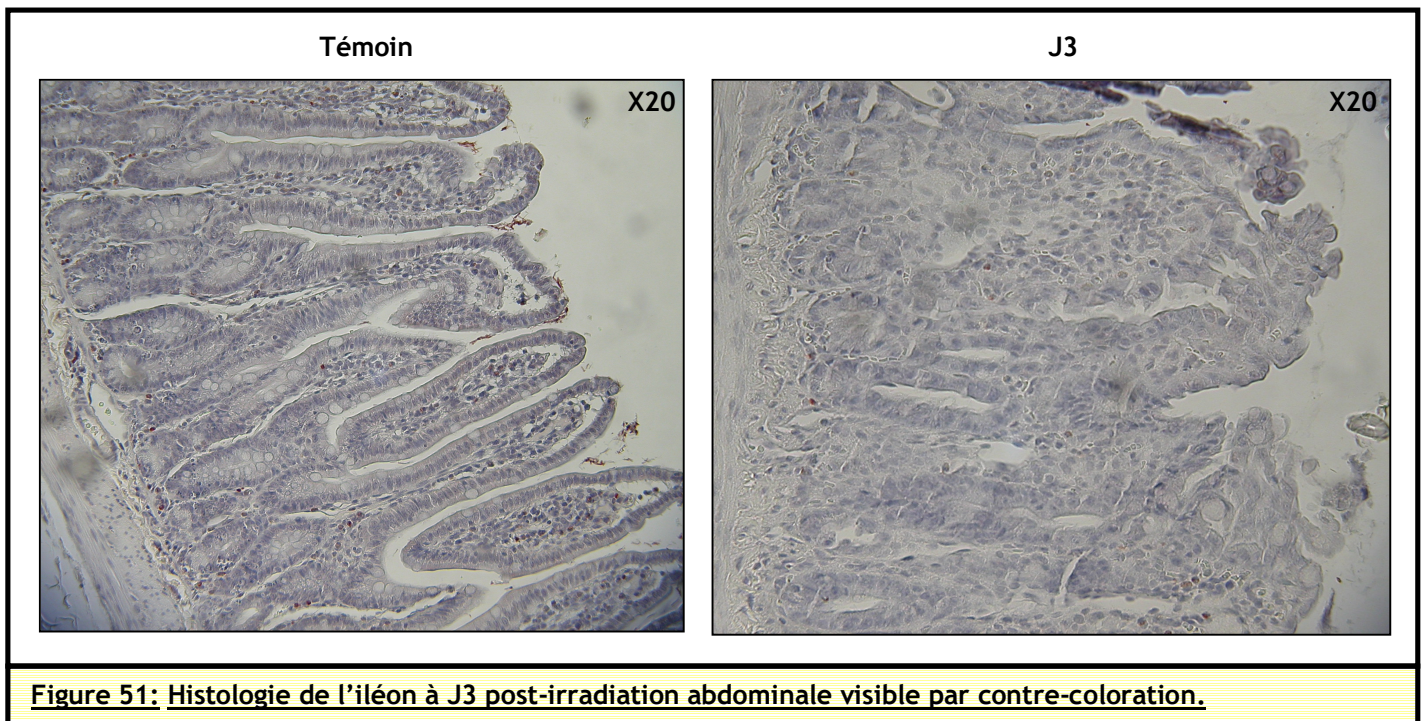 Témoin
J3
X20
X20
Figure 51: Histologie de l’iléon à J3 post-irradiation abdominale visible par contre-coloration.